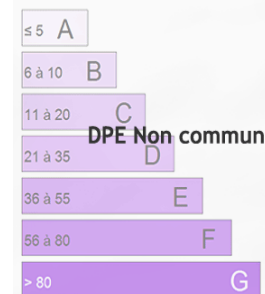 ≤ 5 A
6 à 10 B
11 à 20 C
DPE Non commun
21 à 35 D
36 à 55 E
56 à 80 F
> 80 G